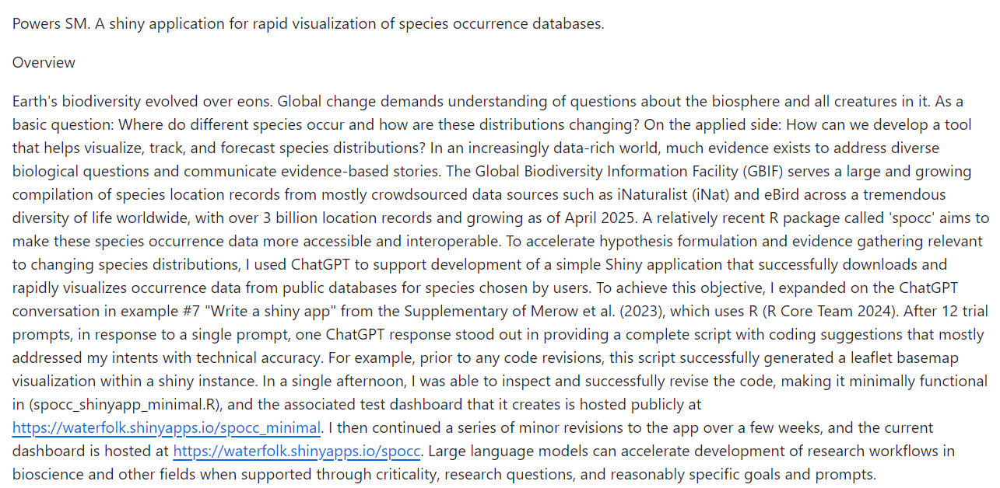 Powers SM. A shiny application for rapid visualization of species occurrence databases.
Overview
Earth's biodiversity evolved over eons. Global change demands understanding of questions about the biosphere and all creatures in it. As a
basic question: Where do different species occur and how are these distributions changing? On the applied side: How can we develop a tool
that helps visualize, track, and forecast species distributions? In an increasingly data-rich world, much evidence exists to address diverse
biological questions and communicate evidence-based stories. The Global Biodiversity Information Facility (GBIF) serves a large and growing
compilation of species location records from mostly crowdsourced data sources such as iNaturalist (iNat) and eBird across a tremendous
diversity of life worldwide, with over 3 billion location records and growing as of April 2025. A relatively recent R package called 'spocc' aims to
make these species occurrence data more accessible and interoperable. To accelerate hypothesis formulation and evidence gathering relevant
to changing species distributions, I used ChatGPT to support development of a simple Shiny application that successfully downloads and
rapidly visualizes occurrence data from public databases for species chosen by users. To achieve this objective, I expanded on the ChatGPT
conversation in example #7 "Write a shiny app" from the Supplementary of Merow et al. (2023), which uses R (R Core Team 2024). After 12 trial
prompts, in response to a single prompt, one ChatGPT response stood out in providing a complete script with coding suggestions that mostly
addressed my intents with technical accuracy. For example, prior to any code revisions, this script successfully generated a leaflet basemap
visualization within a shiny instance. In a single afternoon, I was able to inspect and successfully revise the code, making it minimally functional
in (spocc_shinyapp_minimal.R), and the associated test dashboard that it creates is hosted publicly at
https://waterfolk.shinyapps.io/spocc_minimal. I then continued a series of minor revisions to the app over a few weeks, and the current
dashboard is hosted at https://waterfolk.shinyapps.io/spocc. Large language models can accelerate development of research workflows in
bioscience and other fields when supported through criticality, research questions, and reasonably specific goals and prompts.